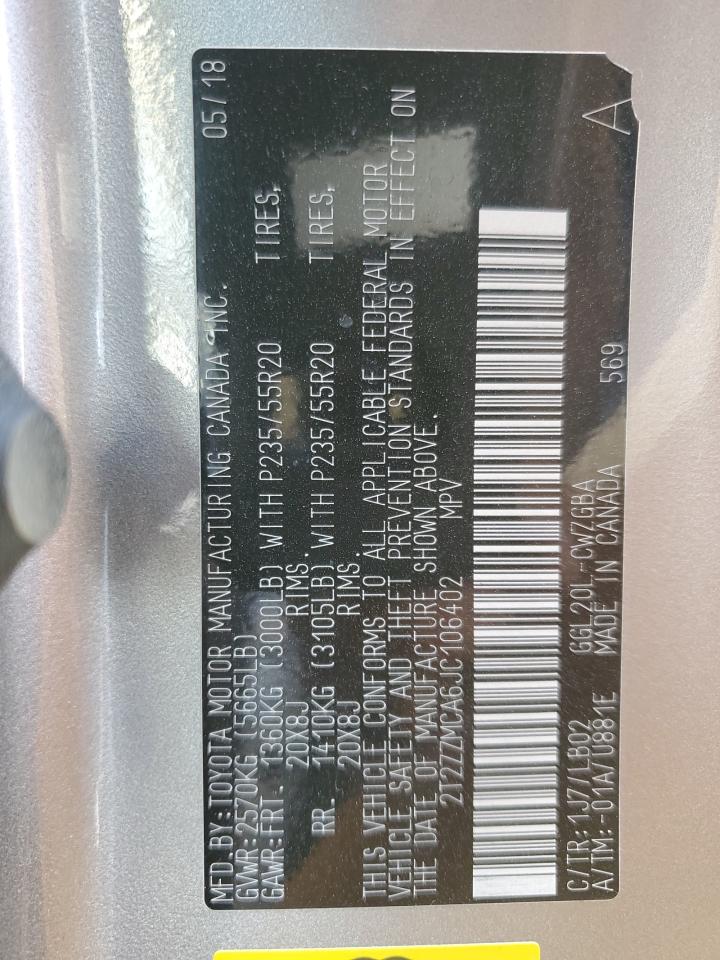 MFD.BY:TOYOTA MOTOR MANUFACTURING CANADA INC. 05/18
GVWR:2570KG (5665LB)
GAWR:FRT. 1360KG (3000LB) WITH P235/55R20 TIRES,
20X8J RIMS.
RR. 1410KG (3105LB) WITH P235/55R20 TIRES,
20X8J RIMS.
THIS VEHICLE CONFORMS TO ALL APPLICABLE FEDERAL MOTOR
VEHICLE SAFETY AND THEFT PREVENTION STANDARDS IN EFFECT ON
THE DATE OF MANUFACTURE SHOWN ABOVE.
2T2ZZMCA6JC106402 MPV
C/TR:1J7/LB02 GGL20L-CWZGBA 569
A/TM:-01A/U881E MADE IN CANADA
A